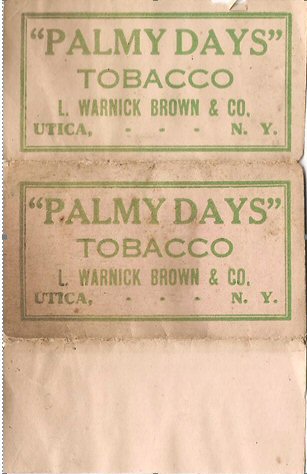 "PALMY DAYS"
TOBACCO
L. WARNICK BROWN & CO,
UTICA, - - - N. Y.
"PALMY DAYS"
TOBACCO
L. WARNICK BROWN & CO,
UTICA, - - - N. Y.